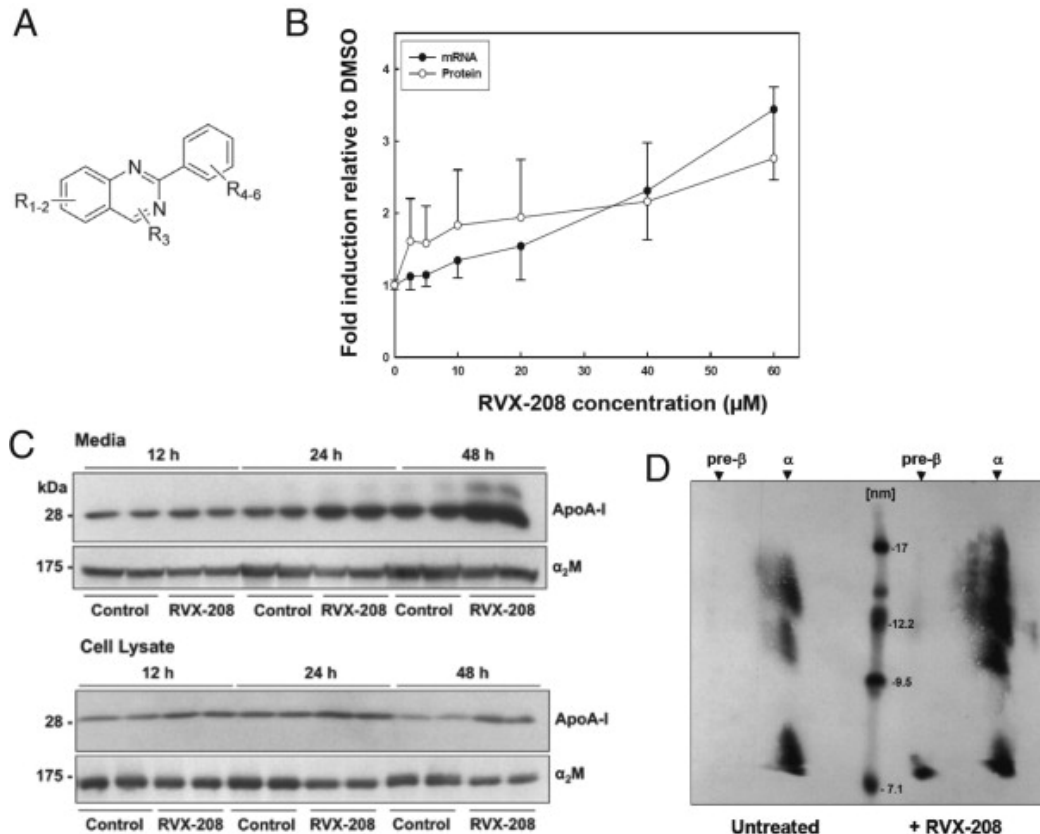 A
N
N
R1-2
R3
R4-6
B
Fold induction relative to DMSO
mRNA
Protein
4
3
2
1
0
0 10 20 30 40 50 60
RVX-208 concentration (µM)
C
Media
12 h 24 h 48 h
kDa
28 - ApoA-I
175 - α2M
Control RVX-208 Control RVX-208 Control RVX-208
Cell Lysate
12 h 24 h 48 h
28 - ApoA-I
175 - α2M
Control RVX-208 Control RVX-208 Control RVX-208
D
pre-β α pre-β α
[nm]
-17
-12.2
-9.5
- 7.1
Untreated + RVX-208